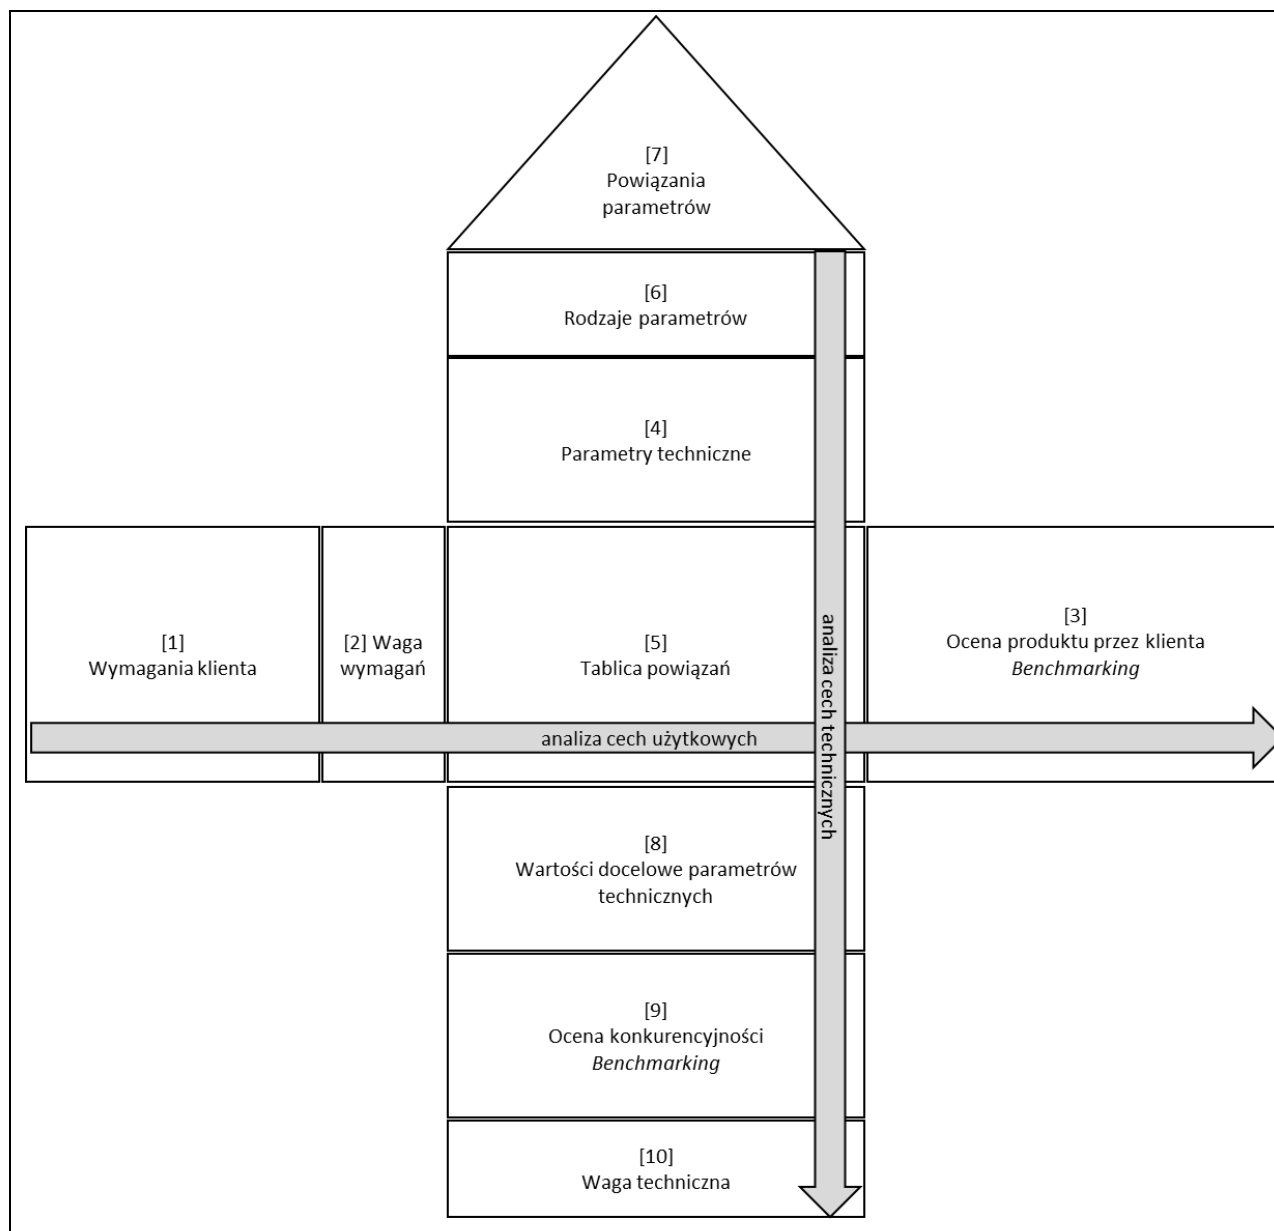 [7]
Powiązania
parametrów
[6]
Rodzaje parametrów
[4]
Parametry techniczne
[1]
Wymagania klienta
[2] Waga
wymagań
[5]
Tablica powiązań
[3]
Ocena produktu przez klienta
Benchmarking
analiza cech użytkowych
analiza cech technicznych
[8]
Wartości docelowe parametrów
technicznych
[9]
Ocena konkurencyjności
Benchmarking
[10]
Waga techniczna